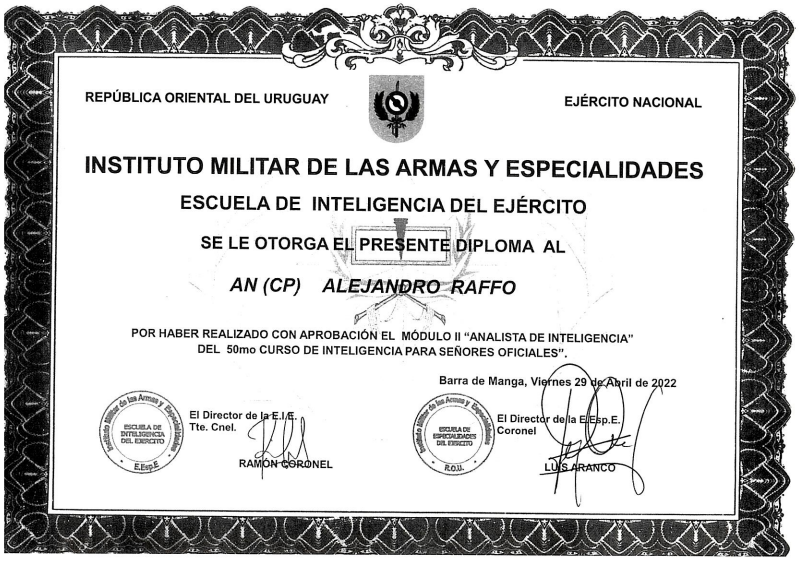 REPÚBLICA ORIENTAL DEL URUGUAY
EJÉRCITO NACIONAL
INSTITUTO MILITAR DE LAS ARMAS Y ESPECIALIDADES
ESCUELA DE INTELIGENCIA DEL EJÉRCITO
SE LE OTORGA EL PRESENTE DIPLOMA AL
AN (CP) ALEJANDRO RAFFO
POR HABER REALIZADO CON APROBACIÓN EL MÓDULO II “ANALISTA DE INTELIGENCIA”
DEL 50mo CURSO DE INTELIGENCIA PARA SEÑORES OFICIALES”.
Barra de Manga, Viernes 29 de Abril de 2022
Instituto Militar de las Armas y Especialidades
ESCUELA DE
INTELIGENCIA
DEL EJÉRCITO
E.Esp.E
El Director de la E.I.E.
Tte. Cnel.
RAMÓN CORONEL
Instituto Militar de las Armas y Especialidades
ESCUELA DE
ESPECIALIDADES
DEL EJERCITO
R.O.U.
El Director de la E.Esp.E.
Coronel
LUIS ARANCO